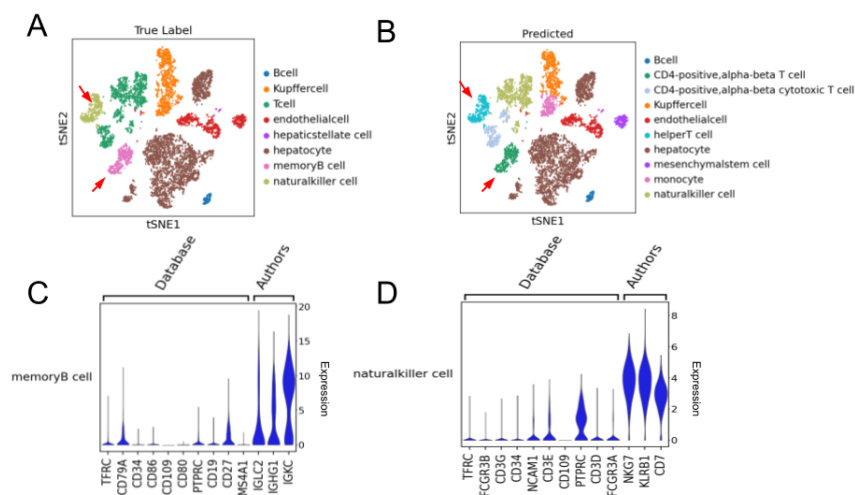 A
True Label
tSNE2
tSNE1
Bcell
Kupffercell
Tcell
endothelialcell
hepaticstellate cell
hepatocyte
memoryB cell
naturalkiller cell
B
Predicted
tSNE2
tSNE1
Bcell
CD4-positive,alpha-beta T cell
CD4-positive,alpha-beta cytotoxic T cell
Kupffercell
endothelialcell
helperT cell
hepatocyte
mesenchymalstem cell
monocyte
naturalkiller cell
C
Database
Authors
memoryB cell
20
15
10
5
0
Expression
TFRC
CD79A
CD34
CD86
CD109
CD80
PTPRC
CD19
CD27
MS4A1
IGLC2
IGHG1
IGKC
D
Database
Authors
naturalkiller cell
8
6
4
2
0
Expression
TFRC
FCGR3B
CD3G
CD34
NCAM1
CD3E
CD109
PTPRC
CD3D
FCGR3A
NKG7
KLRB1
CD7